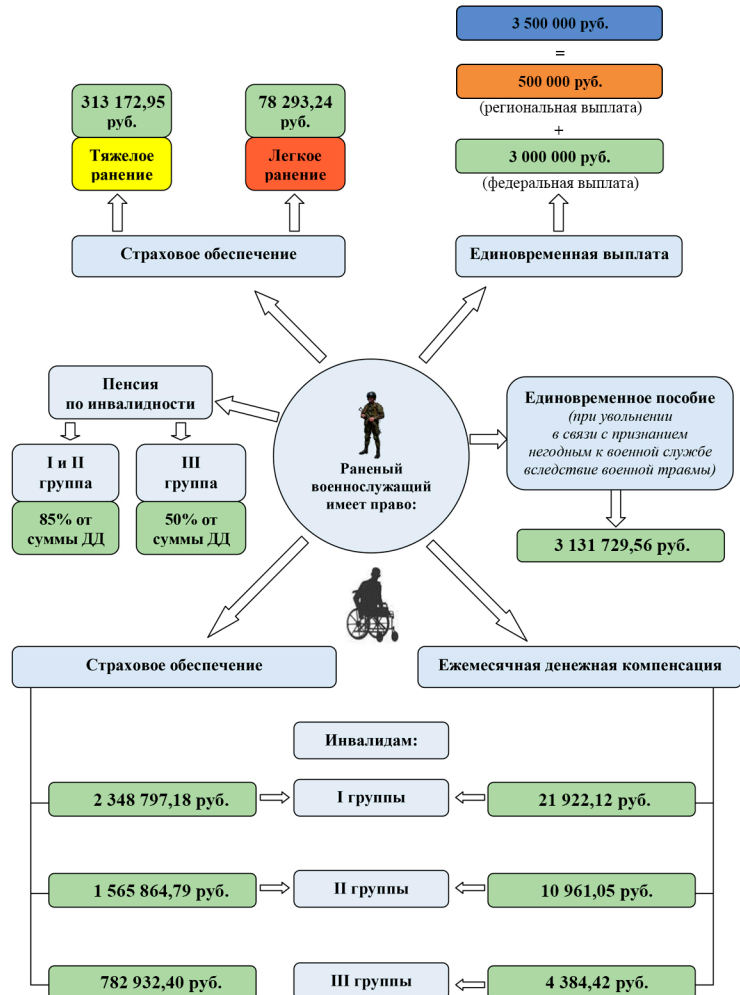 3 500 000 руб.
=
500 000 руб.
(региональная выплата)
+
3 000 000 руб.
(федеральная выплата)
313 172,95
руб.
Тяжелое
ранение
78 293,24
руб.
Легкое
ранение
Страховое обеспечение
Единовременная выплата
Пенсия
по инвалидности
I и II
группа
85% от
суммы ДД
III
группа
50% от
суммы ДД
Раненый
военнослужащий
имеет право:
Единовременное пособие
(при увольнении
в связи с признанием
негодным к военной службе
вследствие военной травмы)
3 131 729,56 руб.
Страховое обеспечение
Ежемесячная денежная компенсация
Инвалидам:
2 348 797,18 руб.
I группы
21 922,12 руб.
1 565 864,79 руб.
II группы
10 961,05 руб.
782 932,40 руб.
III группы
4 384,42 руб.